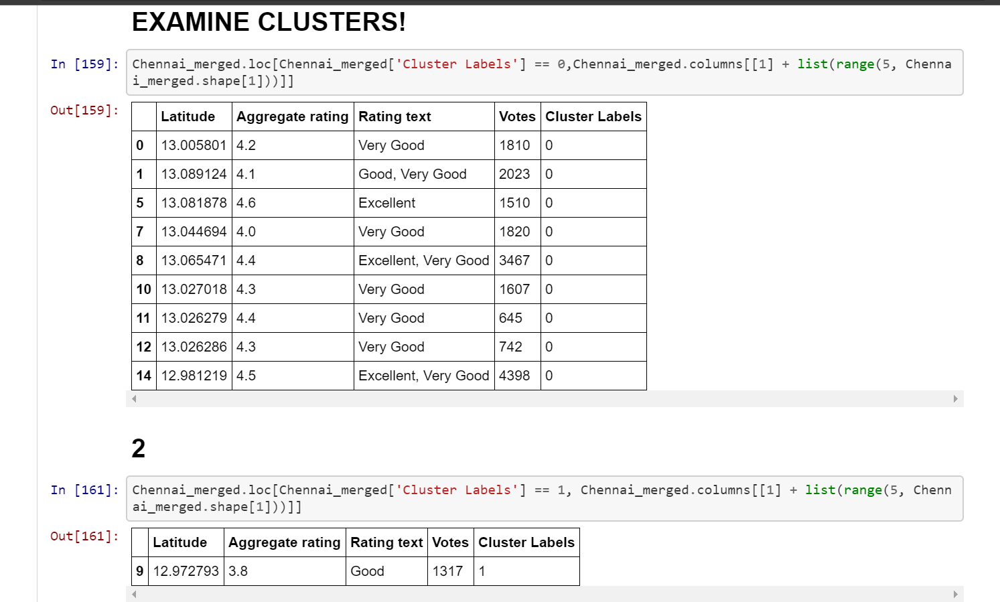 EXAMINE CLUSTERS!
In [159]: Chennai_merged.loc[Chennai_merged['Cluster Labels'] == 0,Chennai_merged.columns[[1] + list(range(5, Chenna
i_merged.shape[1]))]]
Out[159]:
Latitude Aggregate rating Rating text Votes Cluster Labels
0 13.005801 4.2 Very Good 1810 0
1 13.089124 4.1 Good, Very Good 2023 0
5 13.081878 4.6 Excellent 1510 0
7 13.044694 4.0 Very Good 1820 0
8 13.065471 4.4 Excellent, Very Good 3467 0
10 13.027018 4.3 Very Good 1607 0
11 13.026279 4.4 Very Good 645 0
12 13.026286 4.3 Very Good 742 0
14 12.981219 4.5 Excellent, Very Good 4398 0
2
In [161]: Chennai_merged.loc[Chennai_merged['Cluster Labels'] == 1, Chennai_merged.columns[[1] + list(range(5, Chenn
ai_merged.shape[1]))]]
Out[161]:
Latitude Aggregate rating Rating text Votes Cluster Labels
9 12.972793 3.8 Good 1317 1